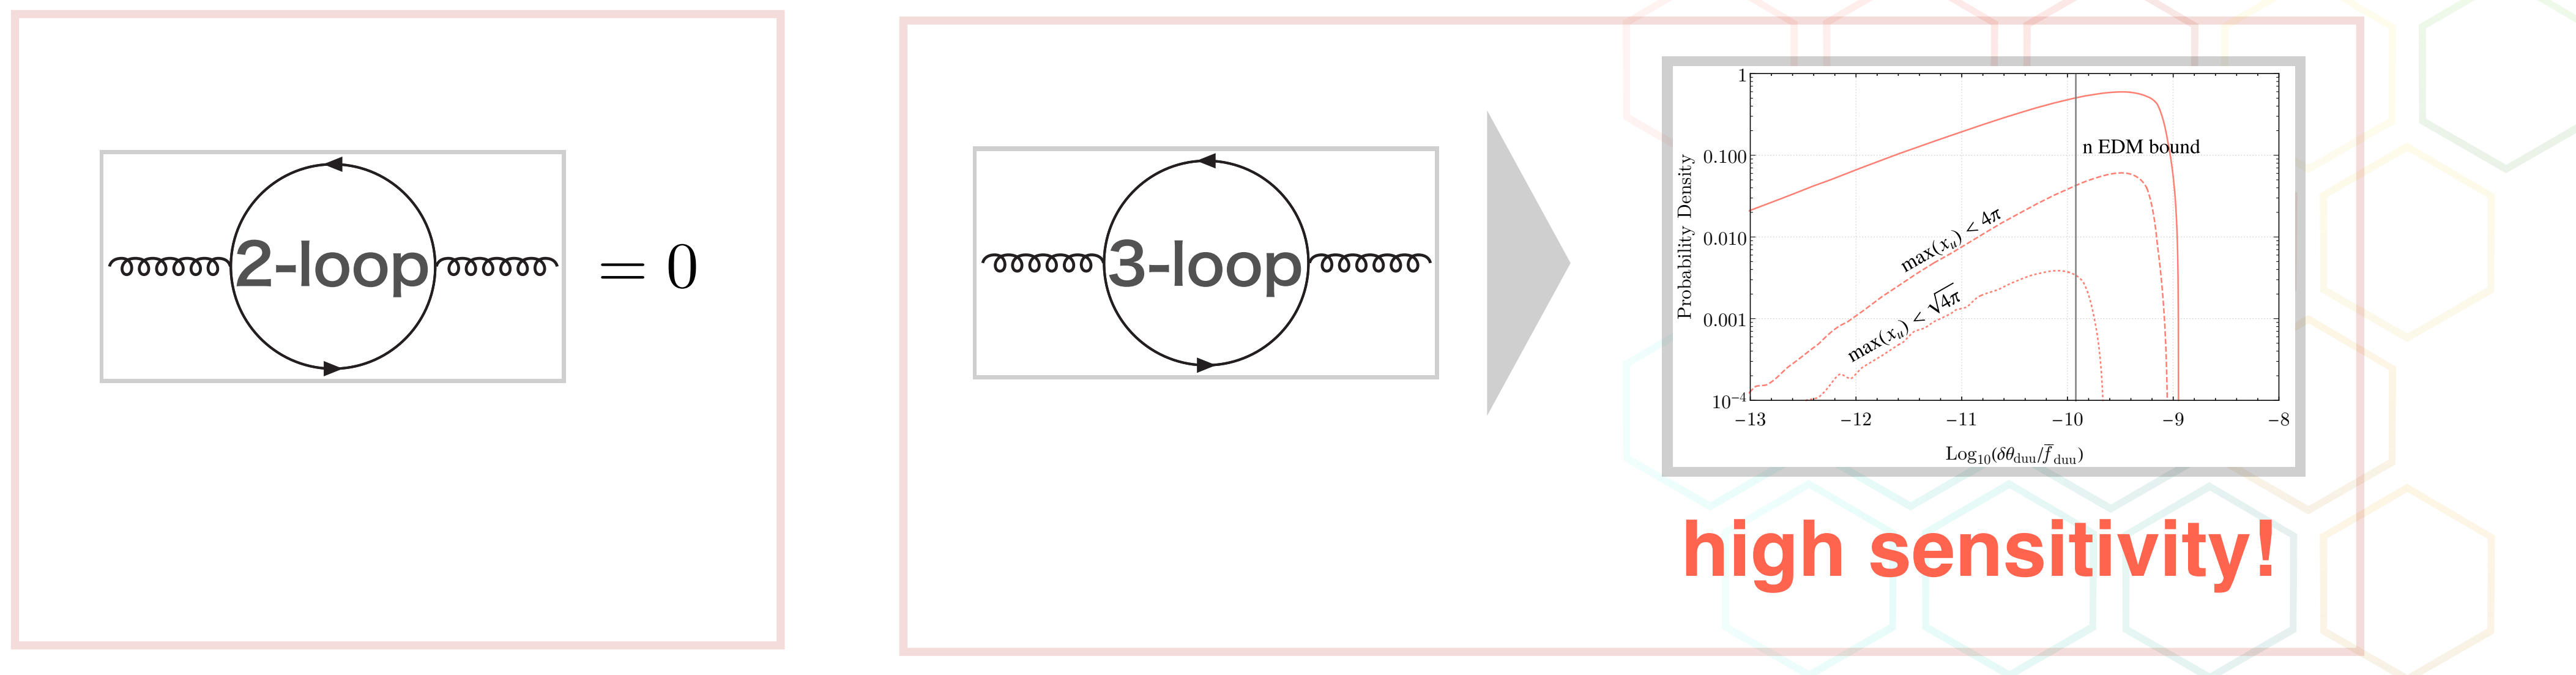 2-loop
= 0
3-loop
Probability Density
1
0.100
0.010
0.001
10⁻⁴
n EDM bound
max(xᵤ) < 4π
max(xᵤ) < √4π
−13 −12 −11 −10 −9 −8
Log₁₀(δθ_duu/f̅_duu)
high sensitivity!